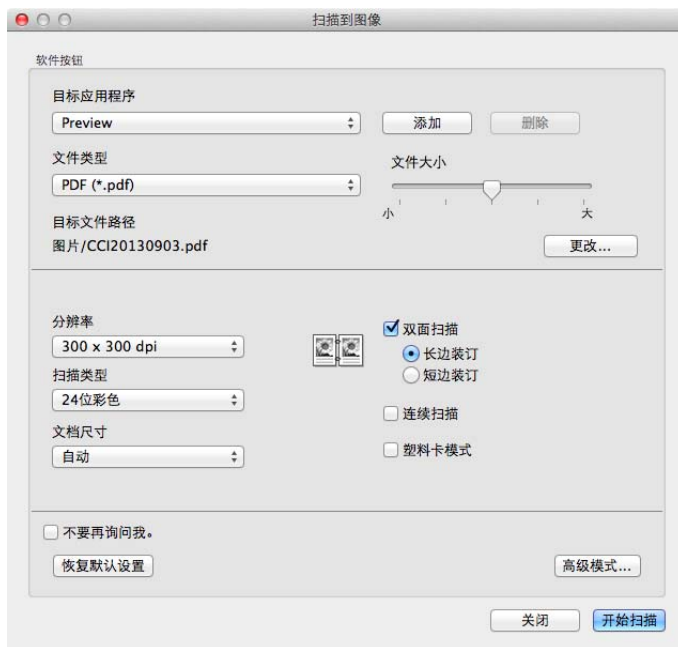 扫描到图像
软件按钮
目标应用程序
Preview
添加
删除
文件类型
文件大小
PDF (*.pdf)
小
大
目标文件路径
图片/CCI20130903.pdf
更改...
分辨率
双面扫描
300 x 300 dpi
长边装订
扫描类型
短边装订
24位彩色
连续扫描
文档尺寸
自动
塑料卡模式
不要再询问我。
恢复默认设置
高级模式...
关闭
开始扫描